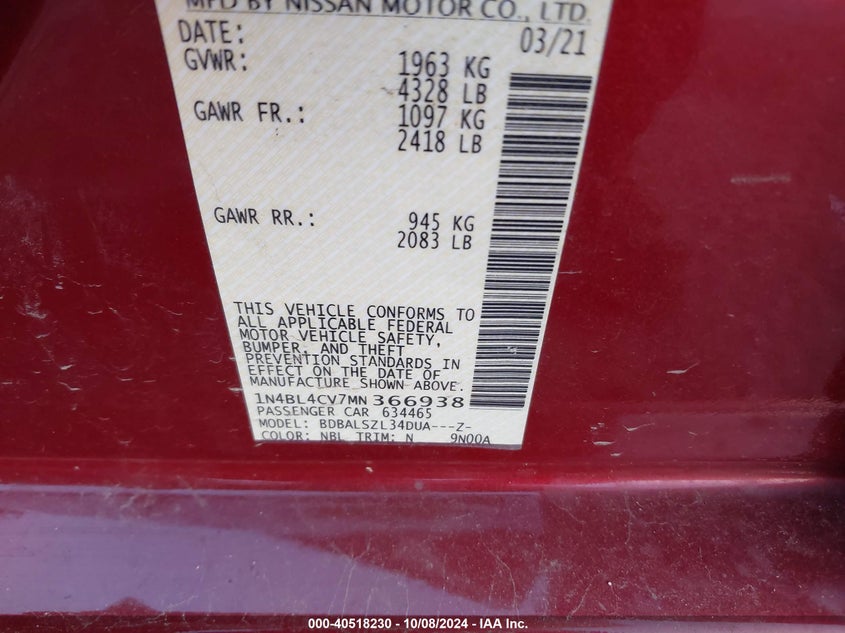 MFD BY NISSAN MOTOR CO., LTD.
DATE: 03/21
GVWR: 1963 KG
4328 LB
GAWR FR.: 1097 KG
2418 LB
GAWR RR.: 945 KG
2083 LB
THIS VEHICLE CONFORMS TO
ALL APPLICABLE FEDERAL
MOTOR VEHICLE SAFETY,
BUMPER, AND THEFT
PREVENTION STANDARDS IN
EFFECT ON THE DATE OF
MANUFACTURE SHOWN ABOVE.
1N4BL4CV7MN366938
PASSENGER CAR 634465
MODEL: BDBALSZL34DUA---Z-
COLOR: NBL TRIM: N 9N00A
000-40518230 - 10/08/2024 - IAA Inc.